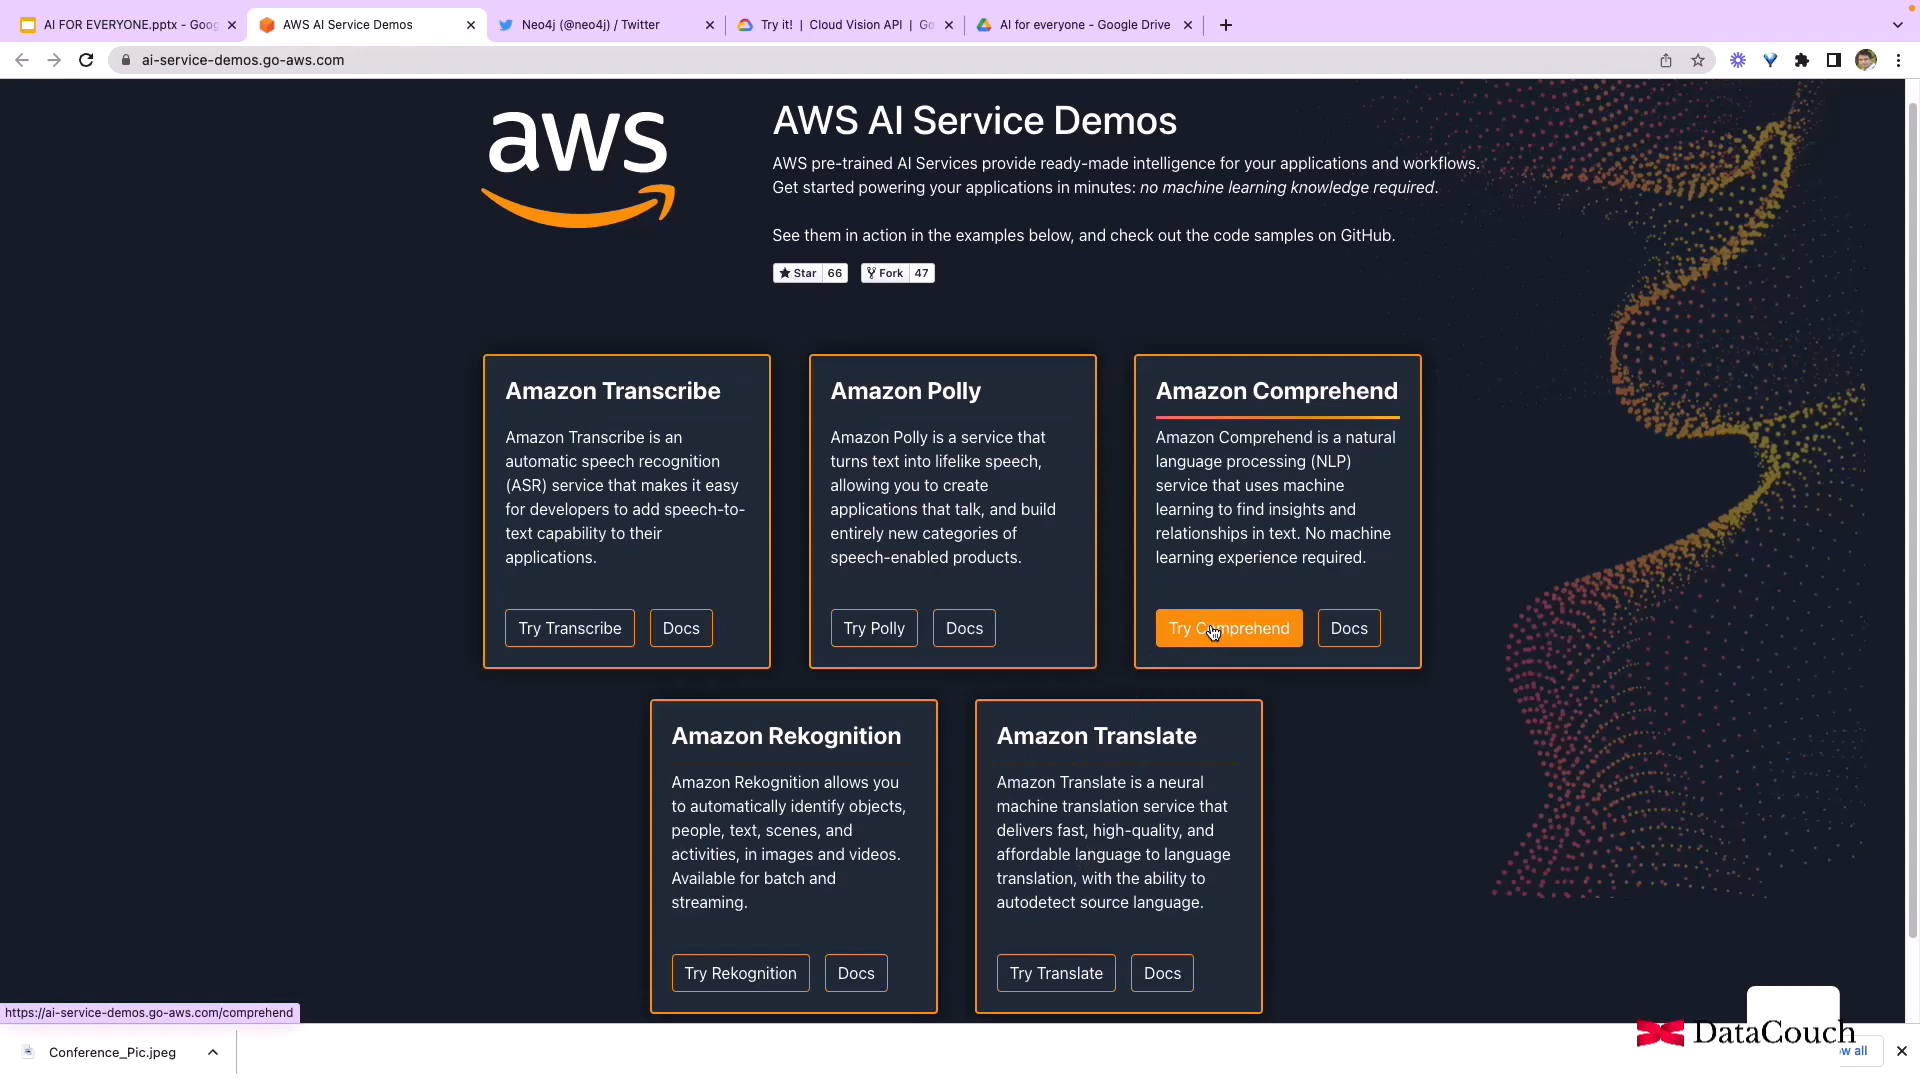 AI FOR EVERYONE.pptx - Goog
AWS AI Service Demos
Neo4j (@neo4j) / Twitter
Try it! | Cloud Vision API | Go
AI for everyone - Google Drive
ai-service-demos.go-aws.com
aws
AWS AI Service Demos
AWS pre-trained AI Services provide ready-made intelligence for your applications and workflows.
Get started powering your applications in minutes: no machine learning knowledge required.
See them in action in the examples below, and check out the code samples on GitHub.
Star 66 Fork 47
Amazon Transcribe
Amazon Transcribe is an
automatic speech recognition
(ASR) service that makes it easy
for developers to add speech-to-
text capability to their
applications.
Try Transcribe Docs
Amazon Polly
Amazon Polly is a service that
turns text into lifelike speech,
allowing you to create
applications that talk, and build
entirely new categories of
speech-enabled products.
Try Polly Docs
Amazon Comprehend
Amazon Comprehend is a natural
language processing (NLP)
service that uses machine
learning to find insights and
relationships in text. No machine
learning experience required.
Try Comprehend Docs
Amazon Rekognition
Amazon Rekognition allows you
to automatically identify objects,
people, text, scenes, and
activities, in images and videos.
Available for batch and
streaming.
Try Rekognition Docs
Amazon Translate
Amazon Translate is a neural
machine translation service that
delivers fast, high-quality, and
affordable language to language
translation, with the ability to
autodetect source language.
Try Translate Docs
https://ai-service-demos.go-aws.com/comprehend
Conference_Pic.jpeg
DataCouch
ow all